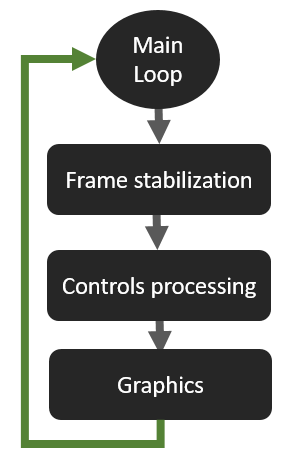 Main
Loop
Frame stabilization
Controls processing
Graphics